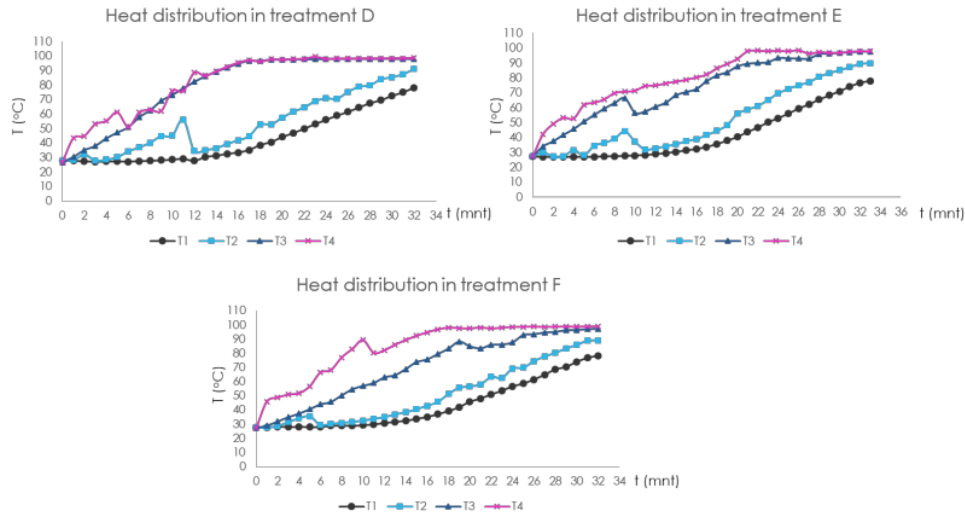 Heat distribution in treatment D
110
100
90
80
70
60
50
40
30
20
10
0
T (°C)
0 2 4 6 8 10 12 14 16 18 20 22 24 26 28 30 32 34
t (mnt)
T1 T2 T3 T4
Heat distribution in treatment E
110
100
90
80
70
60
50
40
30
20
10
0
T (°C)
0 2 4 6 8 10 12 14 16 18 20 22 24 26 28 30 32 34 36
t (mnt)
T1 T2 T3 T4
Heat distribution in treatment F
110
100
90
80
70
60
50
40
30
20
10
0
T (°C)
0 2 4 6 8 10 12 14 16 18 20 22 24 26 28 30 32 34
t (mnt)
T1 T2 T3 T4